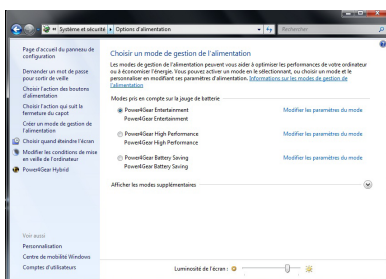 Système et sécurité ▸ Options d'alimentation
Rechercher
Page d'accueil du panneau de
configuration
Demander un mot de passe
pour sortir de veille
Choisir l'action des boutons
d'alimentation
Choisir l'action qui suit la
fermeture du capot
Créer un mode de gestion de
l'alimentation
Choisir quand éteindre l'écran
Modifier les conditions de mise
en veille de l'ordinateur
Power4Gear Hybrid
Voir aussi
Personnalisation
Centre de mobilité Windows
Comptes d'utilisateurs
Choisir un mode de gestion de l'alimentation
Les modes de gestion de l'alimentation peuvent vous aider à optimiser les performances de votre ordinateur
ou à économiser l'énergie. Vous pouvez activer un mode en le sélectionnant, ou choisir un mode et le
personnaliser en modifiant ses paramètres d'alimentation. Informations sur les modes de gestion de
l'alimentation
Modes pris en compte sur la jauge de batterie
Power4Gear Entertainment Modifier les paramètres du mode
Power4Gear Entertainment
Power4Gear High Performance Modifier les paramètres du mode
Power4Gear High Performance
Power4Gear Battery Saving Modifier les paramètres du mode
Power4Gear Battery Saving
Afficher les modes supplémentaires
Luminosité de l'écran :